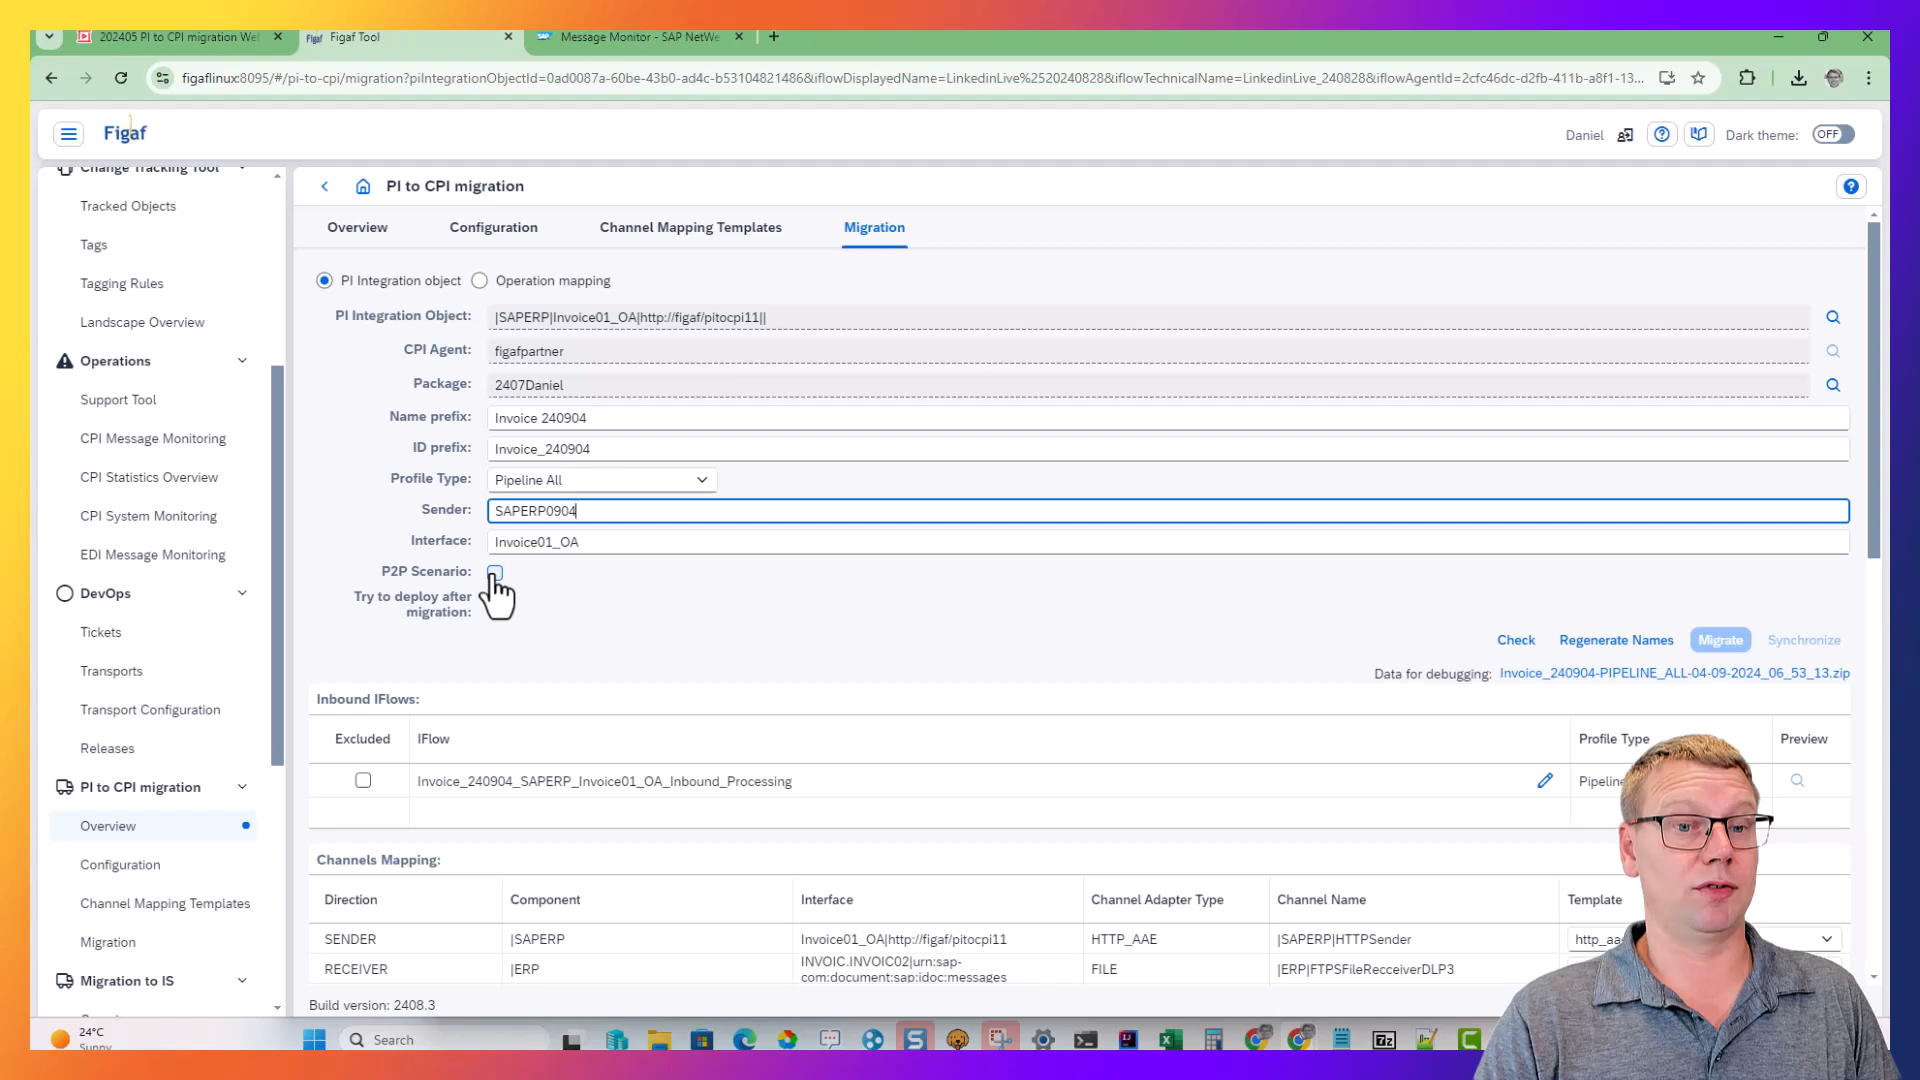 202405 PI to CPI migration Wel
Figaf Tool
Message Monitor - SAP NetWe
figaflinux:8095/#/pi-to-cpi/migration?piIntegrationObjectId=0ad0087a-60be-43b0-ad4c-b53104821486&iflowDisplayedName=LinkedinLive%2520240828&iflowTechnicalName=LinkedinLive_240828&iflowAgentId=2cfc46dc-d2fb-411b-a8f1-13...
Figaf
Daniel
Dark theme:
OFF
Change Tracking Tool
Tracked Objects
Tags
Tagging Rules
Landscape Overview
Operations
Support Tool
CPI Message Monitoring
CPI Statistics Overview
CPI System Monitoring
EDI Message Monitoring
DevOps
Tickets
Transports
Transport Configuration
Releases
PI to CPI migration
Overview
Configuration
Channel Mapping Templates
Migration
Migration to IS
PI to CPI migration
Overview Configuration Channel Mapping Templates Migration
PI Integration object Operation mapping
PI Integration Object: |SAPERP|Invoice01_OA|http://figaf/pitocpi11||
CPI Agent: figafpartner
Package: 2407Daniel
Name prefix: Invoice 240904
ID prefix: Invoice_240904
Profile Type: Pipeline All
Sender: SAPERP0904
Interface: Invoice01_OA
P2P Scenario:
Try to deploy after
migration:
Check Regenerate Names Migrate Synchronize
Data for debugging: Invoice_240904-PIPELINE_ALL-04-09-2024_06_53_13.zip
Inbound IFlows:
Excluded IFlow Profile Type Preview
Invoice_240904_SAPERP_Invoice01_OA_Inbound_Processing Pipeline
Channels Mapping:
Direction Component Interface Channel Adapter Type Channel Name Template
SENDER |SAPERP Invoice01_OA|http://figaf/pitocpi11 HTTP_AAE |SAPERP|HTTPSender http_aa
RECEIVER |ERP INVOIC.INVOIC02|urn:sap-
com:document:sap:idoc:messages FILE |ERP|FTPSFileRecceiverDLP3
Build version: 2408.3
24°C
Sunny
Search